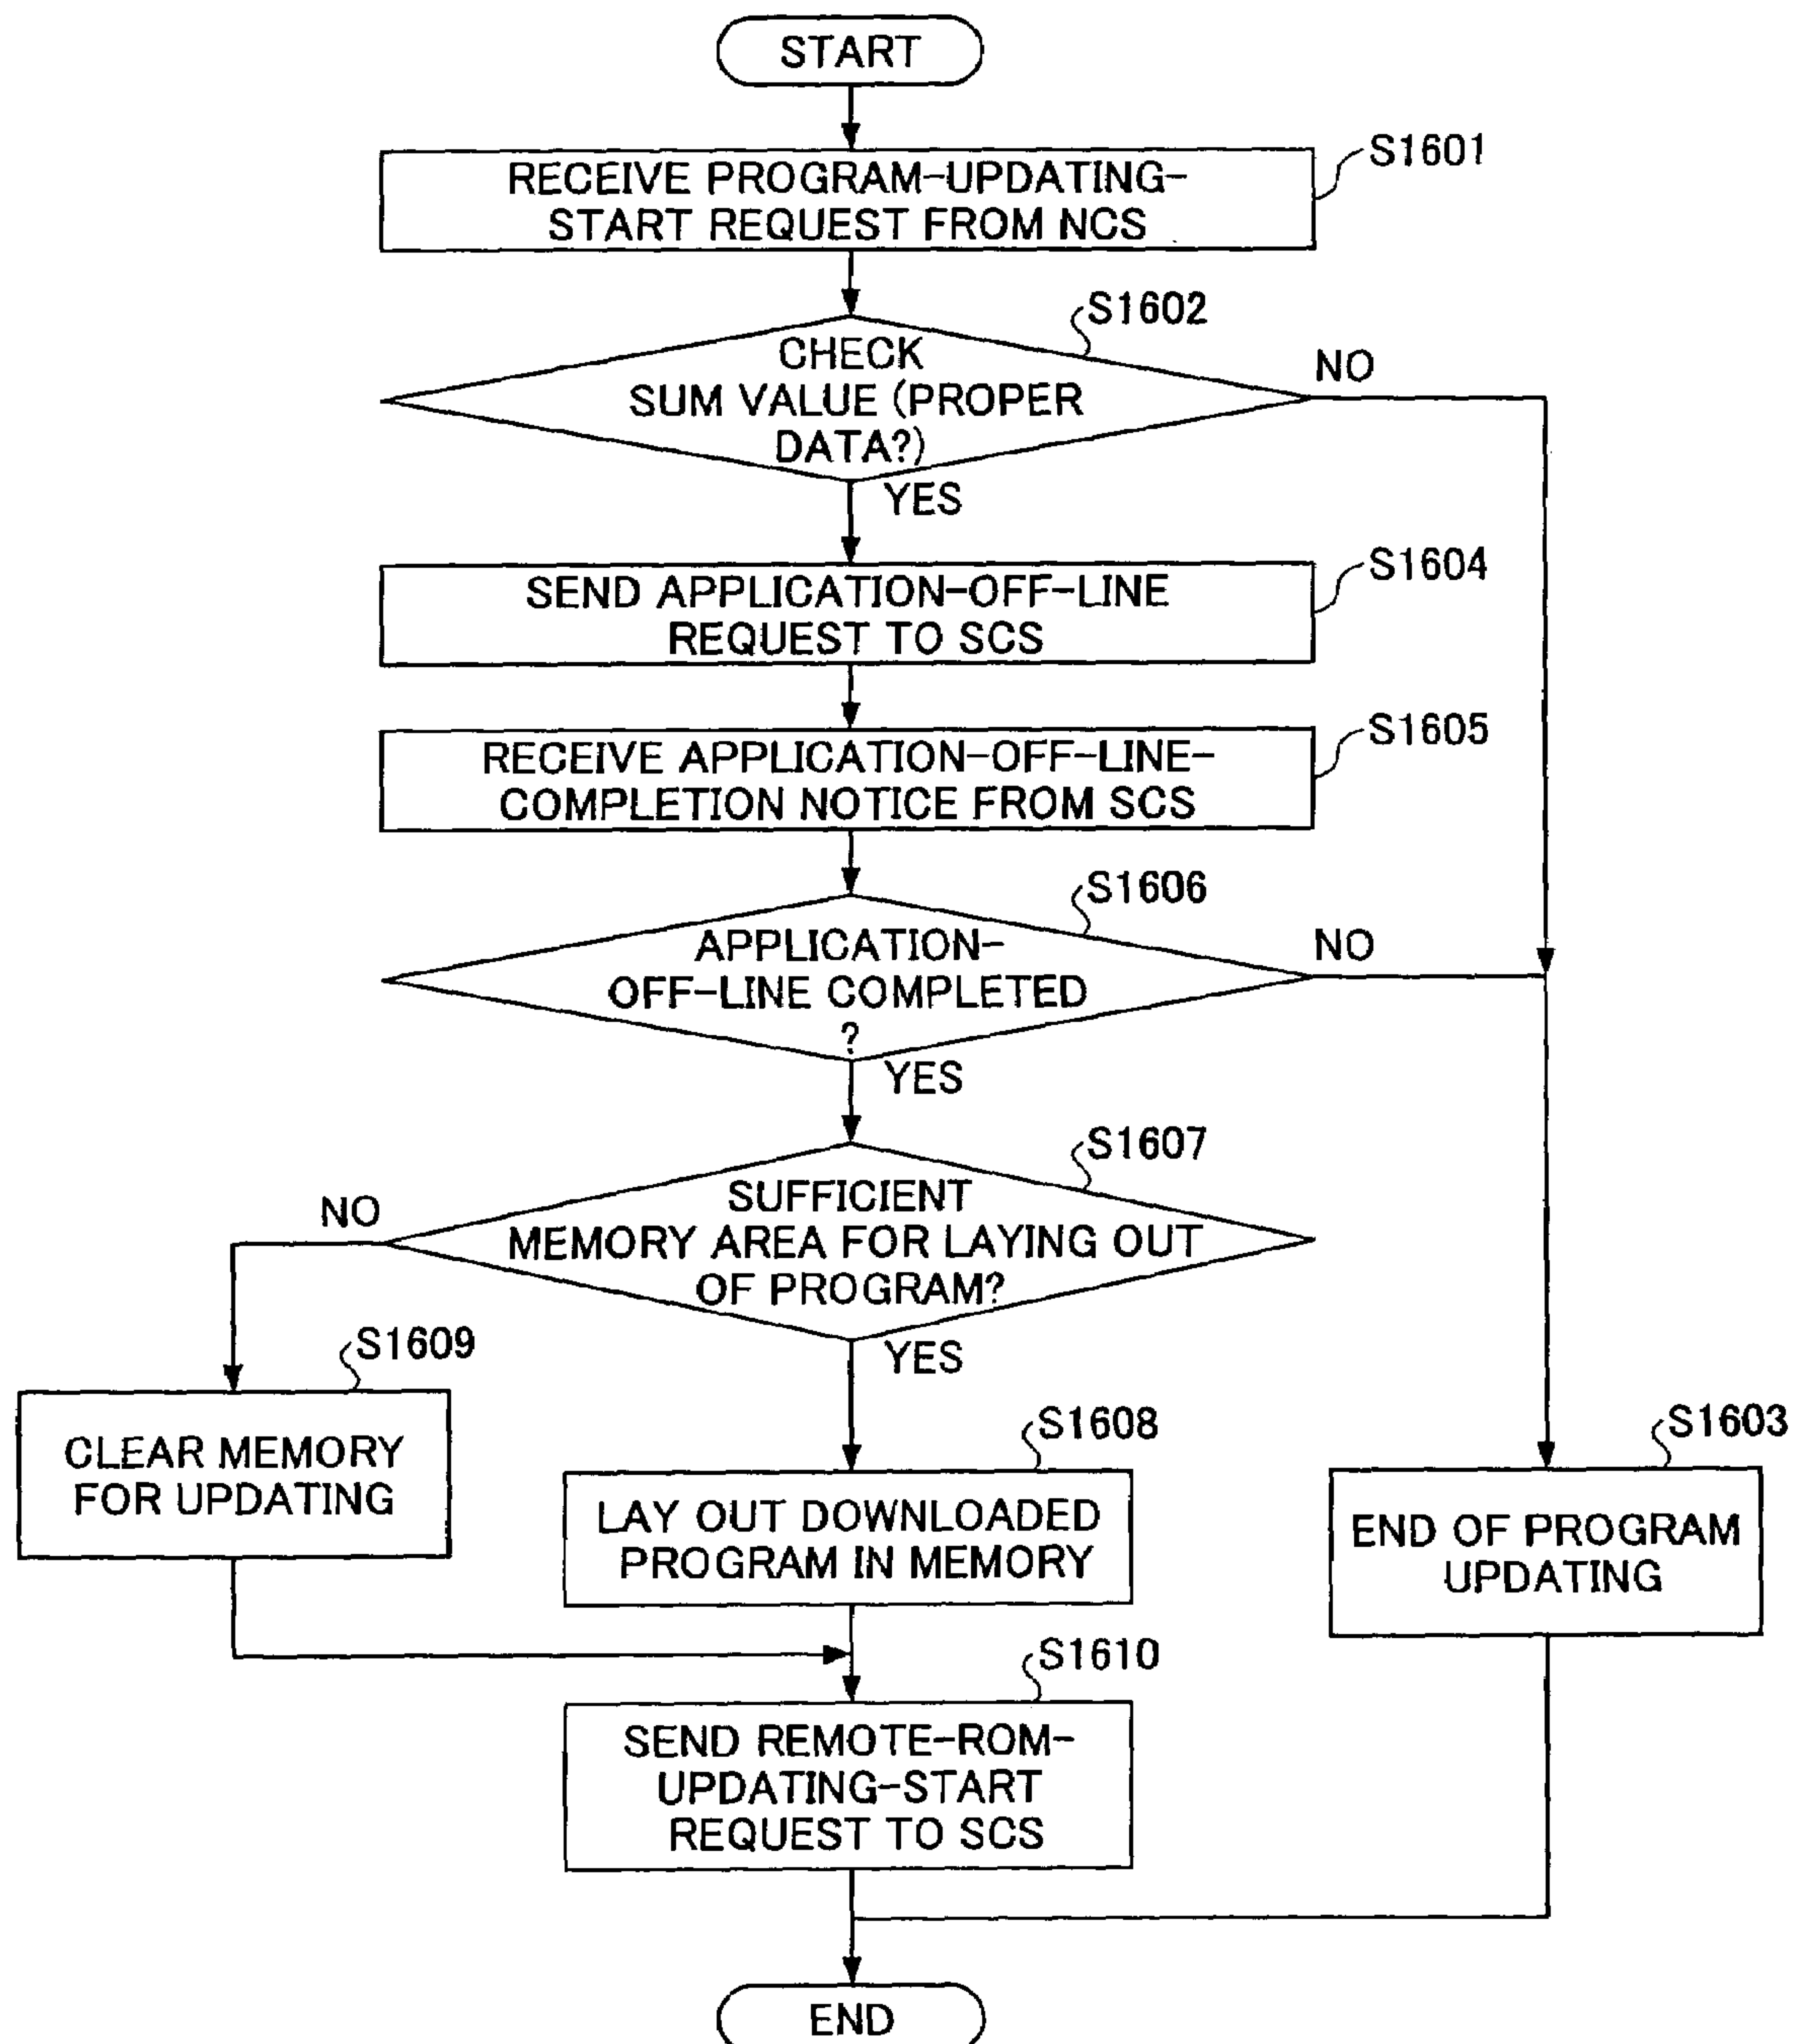 START
S1601
RECEIVE PROGRAM-UPDATING-
START REQUEST FROM NCS
S1602
CHECK
SUM VALUE (PROPER
DATA?)
NO
YES
S1604
SEND APPLICATION-OFF-LINE
REQUEST TO SCS
S1605
RECEIVE APPLICATION-OFF-LINE-
COMPLETION NOTICE FROM SCS
S1606
APPLICATION-
OFF-LINE COMPLETED
?
NO
YES
S1607
SUFFICIENT
MEMORY AREA FOR LAYING OUT
OF PROGRAM?
NO
YES
S1609
CLEAR MEMORY
FOR UPDATING
S1608
LAY OUT DOWNLOADED
PROGRAM IN MEMORY
S1603
END OF PROGRAM
UPDATING
S1610
SEND REMOTE-ROM-
UPDATING-START
REQUEST TO SCS
END